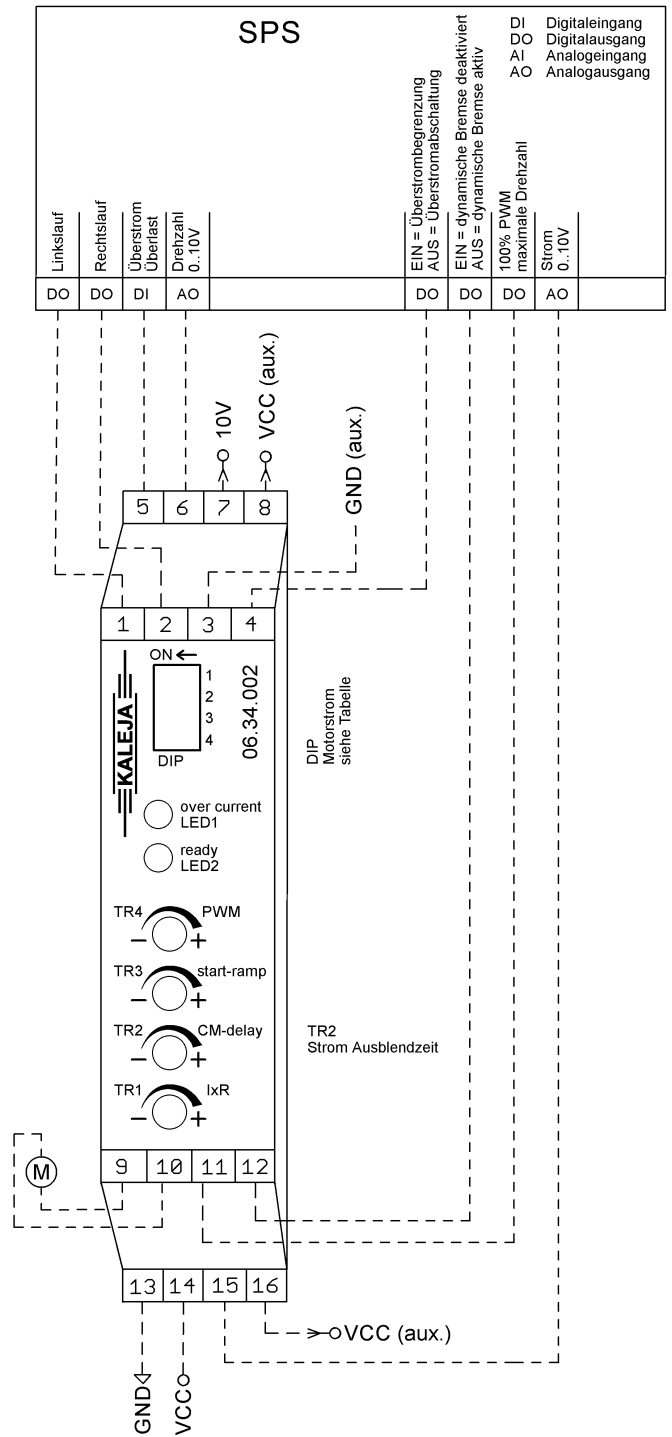 SPS
DI Digitaleingang
DO Digitalausgang
AI Analogeingang
AO Analogausgang
Linkslauf
Rechtslauf
Überstrom
Überlast
Drehzahl
0..10V
EIN = Überstrombegrenzung
AUS = Überstromabschaltung
EIN = dynamische Bremse deaktiviert
AUS = dynamische Bremse aktiv
100% PWM
maximale Drehzahl
Strom
0..10V
DO DO DI AO DO DO DO AO
10V
VCC (aux.)
GND (aux.)
5 6 7 8
1 2 3 4
ON
1
2
3
4
DIP
KALEJA
06.34.002
DIP
Motorstrom
siehe Tabelle
over current
LED1
ready
LED2
TR4 PWM
− +
TR3 start-ramp
− +
TR2 CM-delay
− +
TR2
Strom Ausblendzeit
TR1 IxR
− +
M
9 10 11 12
13 14 15 16
VCC (aux.)
GND
VCC